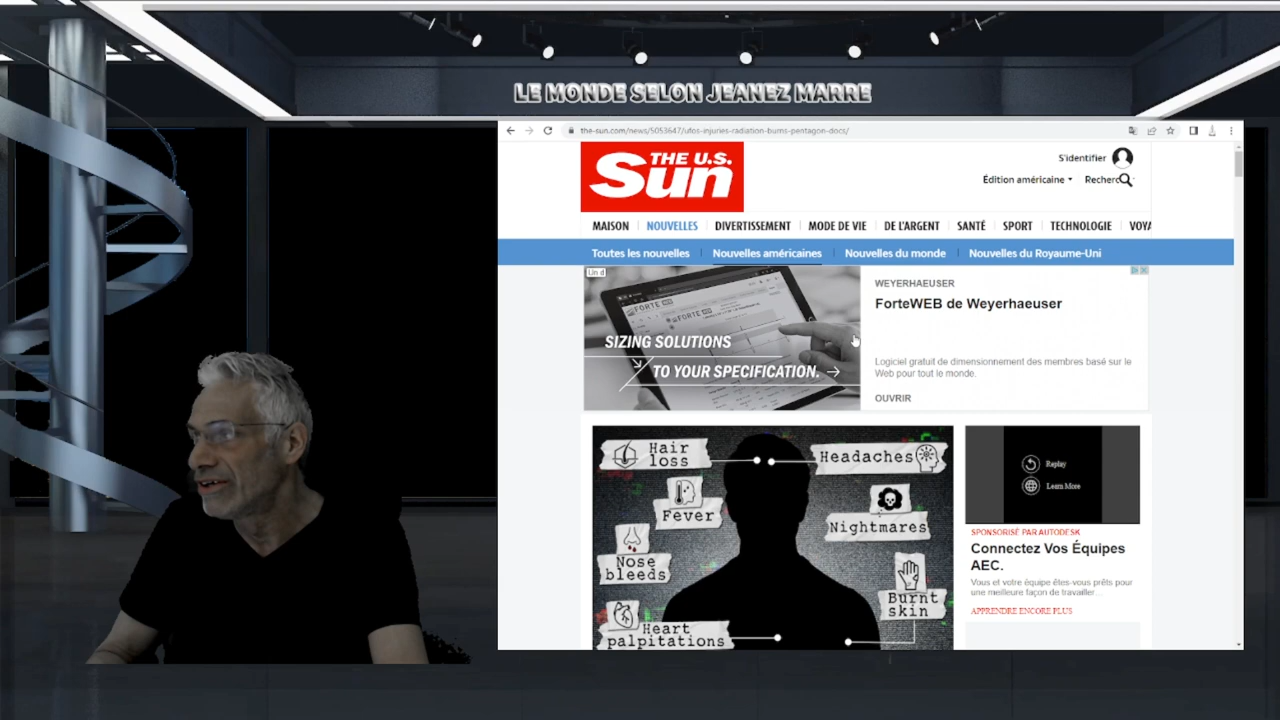 LE MONDE SELON JEANEZ MARRE
the-sun.com/news/5053647/ufos-injuries-radiation-burns-pentagon-docs/
THE U.S.
Sun
S'identifier
Édition américaine
Recherc
MAISON
NOUVELLES
DIVERTISSEMENT
MODE DE VIE
DE L'ARGENT
SANTÉ
SPORT
TECHNOLOGIE
VOYA
Toutes les nouvelles
Nouvelles américaines
Nouvelles du monde
Nouvelles du Royaume-Uni
Un d
FORTE WEB
SIZING SOLUTIONS
TO YOUR SPECIFICATION.
WEYERHAEUSER
ForteWEB de Weyerhaeuser
Logiciel gratuit de dimensionnement des membres basé sur le
Web pour tout le monde.
OUVRIR
Hair
loss
Headaches
Fever
Nightmares
Nose
bleeds
Burnt
skin
Heart
palpitations
Replay
Learn More
SPONSORISÉ PAR AUTODESK
Connectez Vos Équipes
AEC.
Vous et votre équipe êtes-vous prêts pour
une meilleure façon de travailler...
APPRENDRE ENCORE PLUS